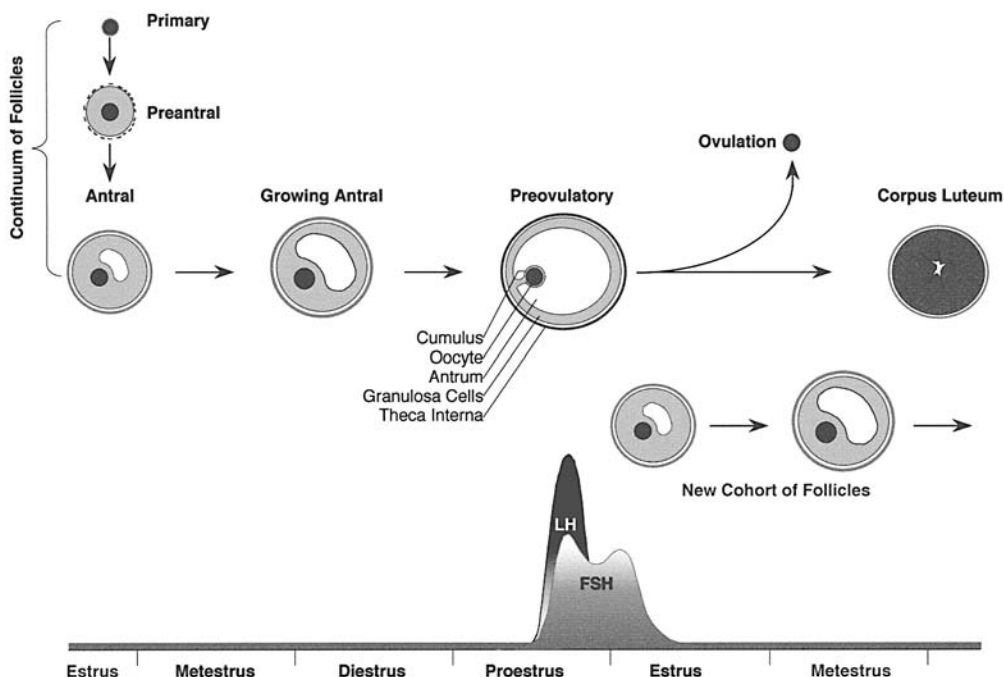 Continuum of Follicles
Primary
Preantral
Antral
Growing Antral
Preovulatory
Ovulation
Corpus Luteum
Cumulus
Oocyte
Antrum
Granulosa Cells
Theca Interna
New Cohort of Follicles
LH
FSH
Estrus
Metestrus
Diestrus
Proestrus
Estrus
Metestrus